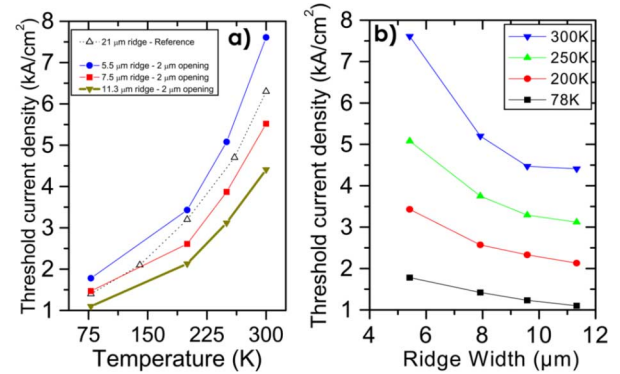 a)
21 μm ridge - Reference
5.5 μm ridge - 2 μm opening
7.5 μm ridge - 2 μm opening
11.3 μm ridge - 2 μm opening
Threshold current density (kA/cm²)
8
7
6
5
4
3
2
1
75
150
225
300
Temperature (K)
b)
300K
250K
200K
78K
Threshold current density (kA/cm²)
8
7
6
5
4
3
2
1
4
6
8
10
12
Ridge Width (μm)